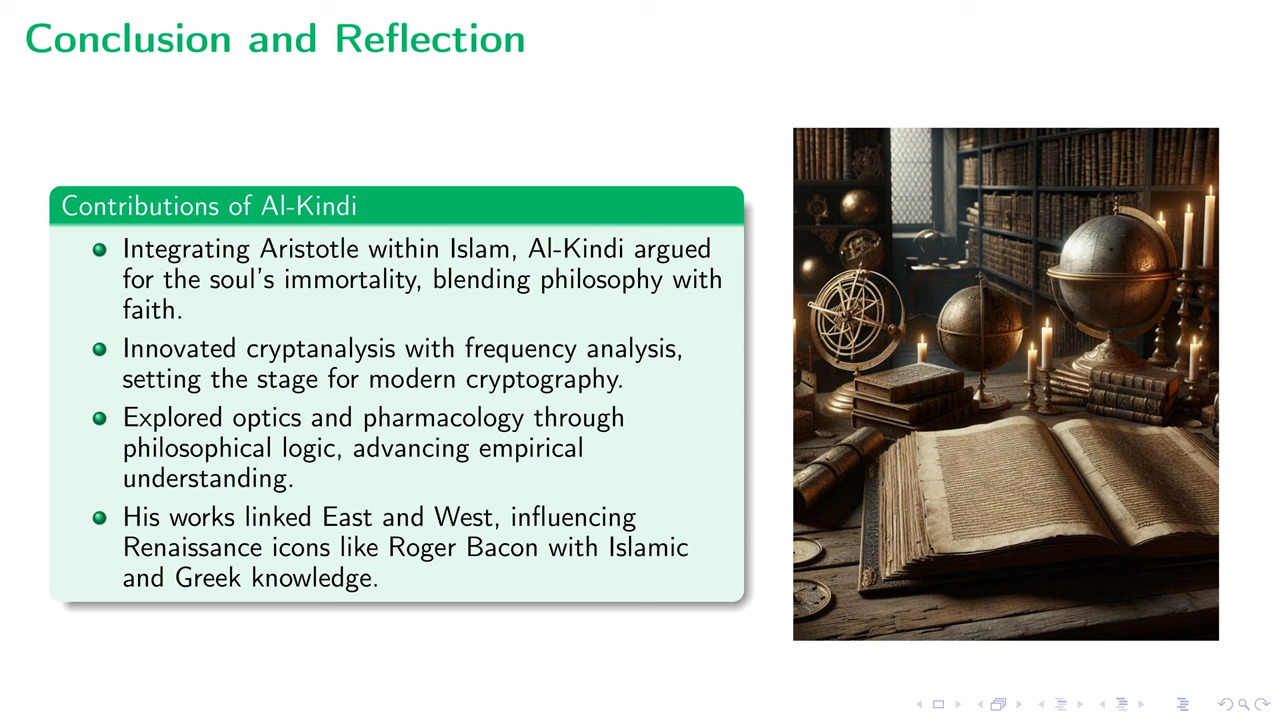 Conclusion and Reflection
Contributions of Al-Kindi
Integrating Aristotle within Islam, Al-Kindi argued
for the soul's immortality, blending philosophy with
faith.
Innovated cryptanalysis with frequency analysis,
setting the stage for modern cryptography.
Explored optics and pharmacology through
philosophical logic, advancing empirical
understanding.
His works linked East and West, influencing
Renaissance icons like Roger Bacon with Islamic
and Greek knowledge.